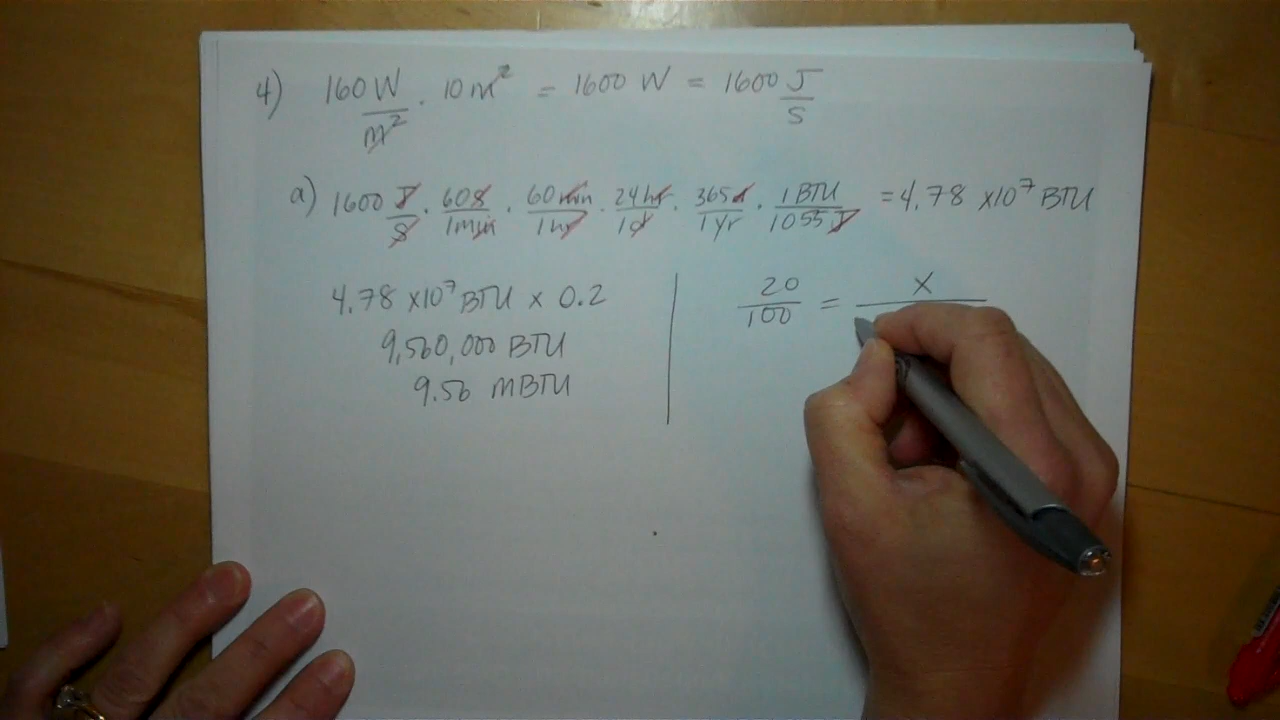 4) 160 W/m² · 10 m² = 1600 W = 1600 J/S
a) 1600 J/S · 60 S/1 min · 60 min/1 hr · 24 hr/1 d · 365 d/1 yr · 1 BTU/1055 J = 4.78 x10⁷ BTU
4.78 x10⁷ BTU x 0.2
9,560,000 BTU
9.56 MBTU
20/100 = X/